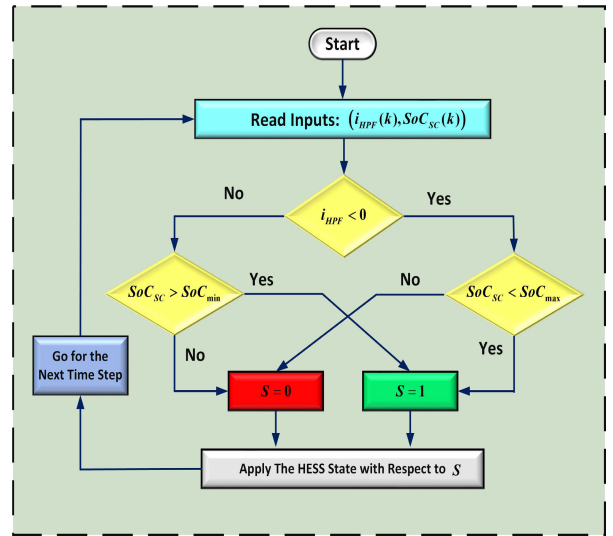 Start
Read Inputs: (i_HPF(k), SoC_SC(k))
i_HPF < 0
No
Yes
SoC_SC > SoC_min
Yes
No
SoC_SC < SoC_max
No
Yes
Go for the
Next Time Step
S = 0
S = 1
Apply The HESS State with Respect to S